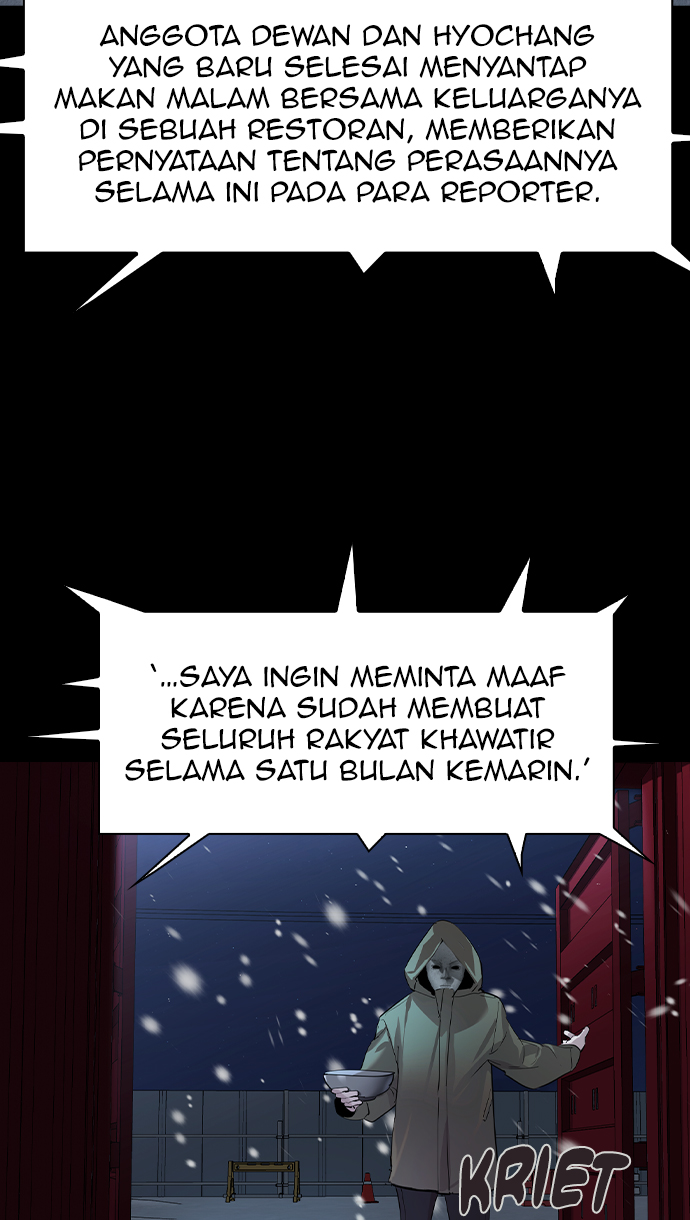 ANGGOTA DEWAN DAN HYOCHANG
YANG BARU SELESAI MENYANTAP
MAKAN MALAM BERSAMA KELUARGANYA
DI SEBUAH RESTORAN, MEMBERIKAN
PERNYATAAN TENTANG PERASAANNYA
SELAMA INI PADA PARA REPORTER.
‘...SAYA INGIN MEMINTA MAAF
KARENA SUDAH MEMBUAT
SELURUH RAKYAT KHAWATIR
SELAMA SATU BULAN KEMARIN.’
KRIET